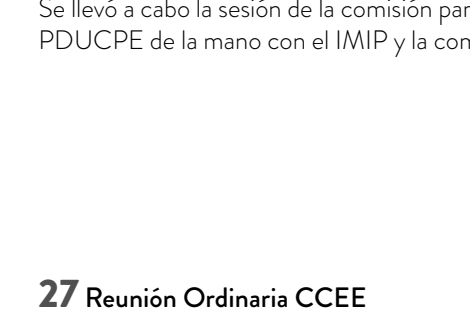 Se llevó a cabo la sesión de la comisión par
PDUCPE de la mano con el IMIP y la com
27 Reunión Ordinaria CCEE